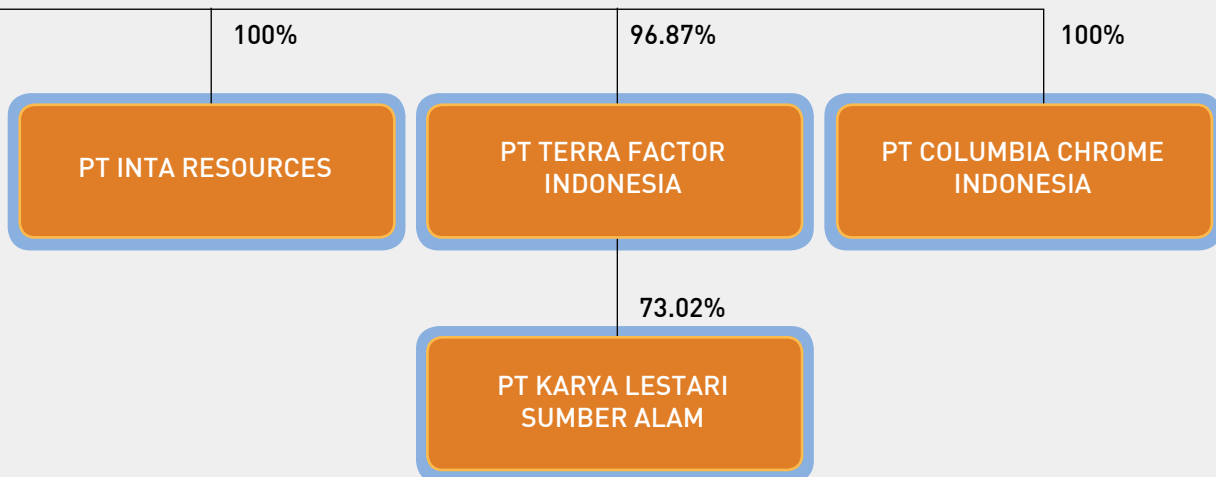 100%
96.87%
100%
PT INTA RESOURCES
PT TERRA FACTOR
INDONESIA
PT COLUMBIA CHROME
INDONESIA
73.02%
PT KARYA LESTARI
SUMBER ALAM